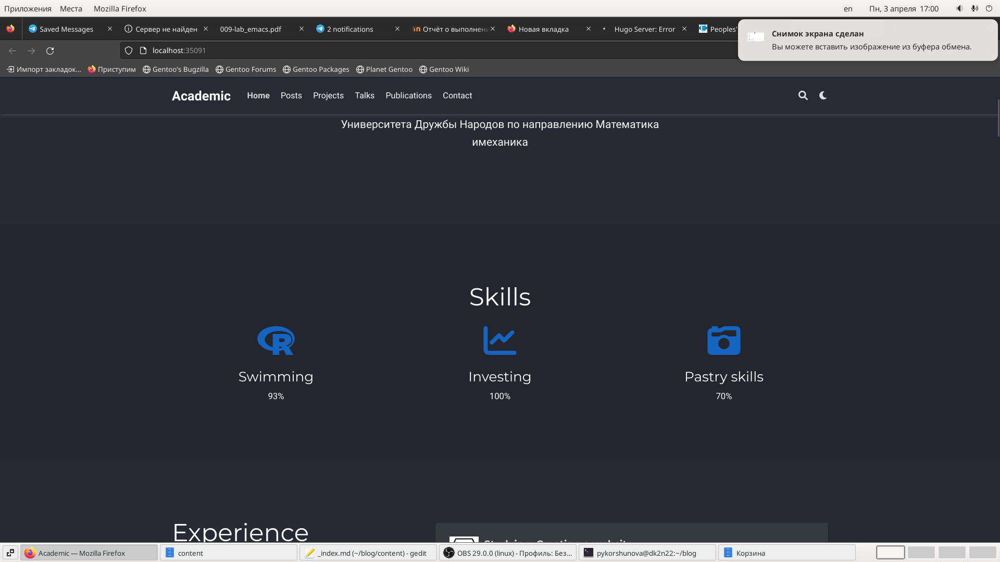 Приложения Места Mozilla Firefox en Пн, 3 апреля 17:00
Saved Messages Сервер не найден 009-lab_emacs.pdf 2 notifications Отчёт о выполнени Новая вкладка Hugo Server: Error Peoples'
Снимок экрана сделан
Вы можете вставить изображение из буфера обмена.
localhost:35091
Импорт закладок... Приступим Gentoo's Bugzilla Gentoo Forums Gentoo Packages Planet Gentoo Gentoo Wiki
Academic Home Posts Projects Talks Publications Contact
Университета Дружбы Народов по направлению Математика
имеханика
Skills
Swimming Investing Pastry skills
93% 100% 70%
Experience
Academic — Mozilla Firefox content _index.md (~/blog/content) - gedit OBS 29.0.0 (linux) - Профиль: Без... pykorshunova@dk2n22:~/blog Корзина